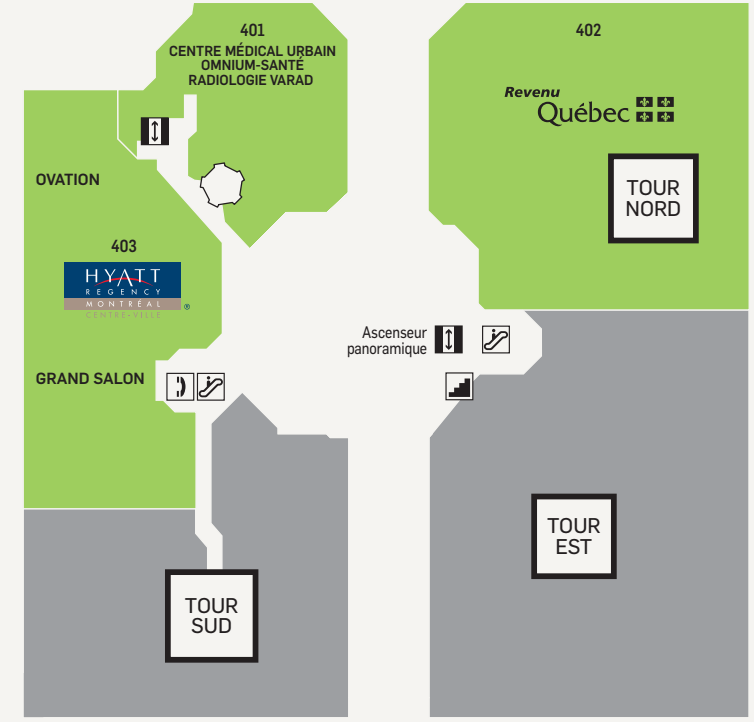 401
CENTRE MÉDICAL URBAIN
OMNIUM-SANTÉ
RADIOLOGIE VARAD
402
Revenu
Québec
TOUR
NORD
OVATION
403
HYATT
REGENCY
MONTRÉAL
CENTRE-VILLE
®
Ascenseur
panoramique
GRAND SALON
TOUR
EST
TOUR
SUD